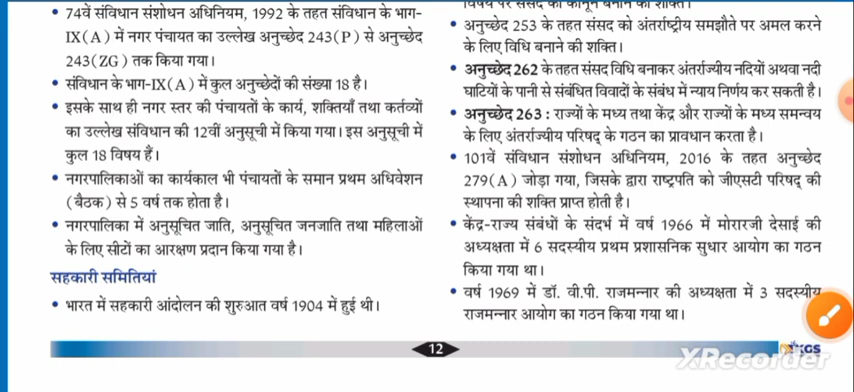 • 74वें संविधान संशोधन अधिनियम, 1992 के तहत संविधान के भाग-
IX(A) में नगर पंचायत का उल्लेख अनुच्छेद 243(P) से अनुच्छेद
243(ZG) तक किया गया।
• संविधान के भाग-IX(A) में कुल अनुच्छेदों की संख्या 18 है।
• इसके साथ ही नगर स्तर की पंचायतों के कार्य, शक्तियाँ तथा कर्तव्यों
का उल्लेख संविधान की 12वीं अनुसूची में किया गया। इस अनुसूची में
कुल 18 विषय हैं।
• नगरपालिकाओं का कार्यकाल भी पंचायतों के समान प्रथम अधिवेशन
(बैठक) से 5 वर्ष तक होता है।
• नगरपालिका में अनुसूचित जाति, अनुसूचित जनजाति तथा महिलाओं
के लिए सीटों का आरक्षण प्रदान किया गया है।
सहकारी समितियां
• भारत में सहकारी आंदोलन की शुरुआत वर्ष 1904 में हुई थी।
विषय पर संसद को कानून बनाने की शक्ति।
• अनुच्छेद 253 के तहत संसद को अंतर्राष्ट्रीय समझौते पर अमल करने
के लिए विधि बनाने की शक्ति।
• अनुच्छेद 262 के तहत संसद विधि बनाकर अंतर्राज्यीय नदियों अथवा नदी
घाटियों के पानी से संबंधित विवादों के संबंध में न्याय निर्णय कर सकती है।
• अनुच्छेद 263 : राज्यों के मध्य तथा केंद्र और राज्यों के मध्य समन्वय
के लिए अंतर्राज्यीय परिषद् के गठन का प्रावधान करता है।
• 101वें संविधान संशोधन अधिनियम, 2016 के तहत अनुच्छेद
279(A) जोड़ा गया, जिसके द्वारा राष्ट्रपति को जीएसटी परिषद् की
स्थापना की शक्ति प्राप्त होती है।
• केंद्र-राज्य संबंधों के संदर्भ में वर्ष 1966 में मोरारजी देसाई की
अध्यक्षता में 6 सदस्यीय प्रथम प्रशासनिक सुधार आयोग का गठन
किया गया था।
• वर्ष 1969 में डॉ. वी.पी. राजमन्नार की अध्यक्षता में 3 सदस्यीय
राजमन्नार आयोग का गठन किया गया था।
12
KGS
XRecorder